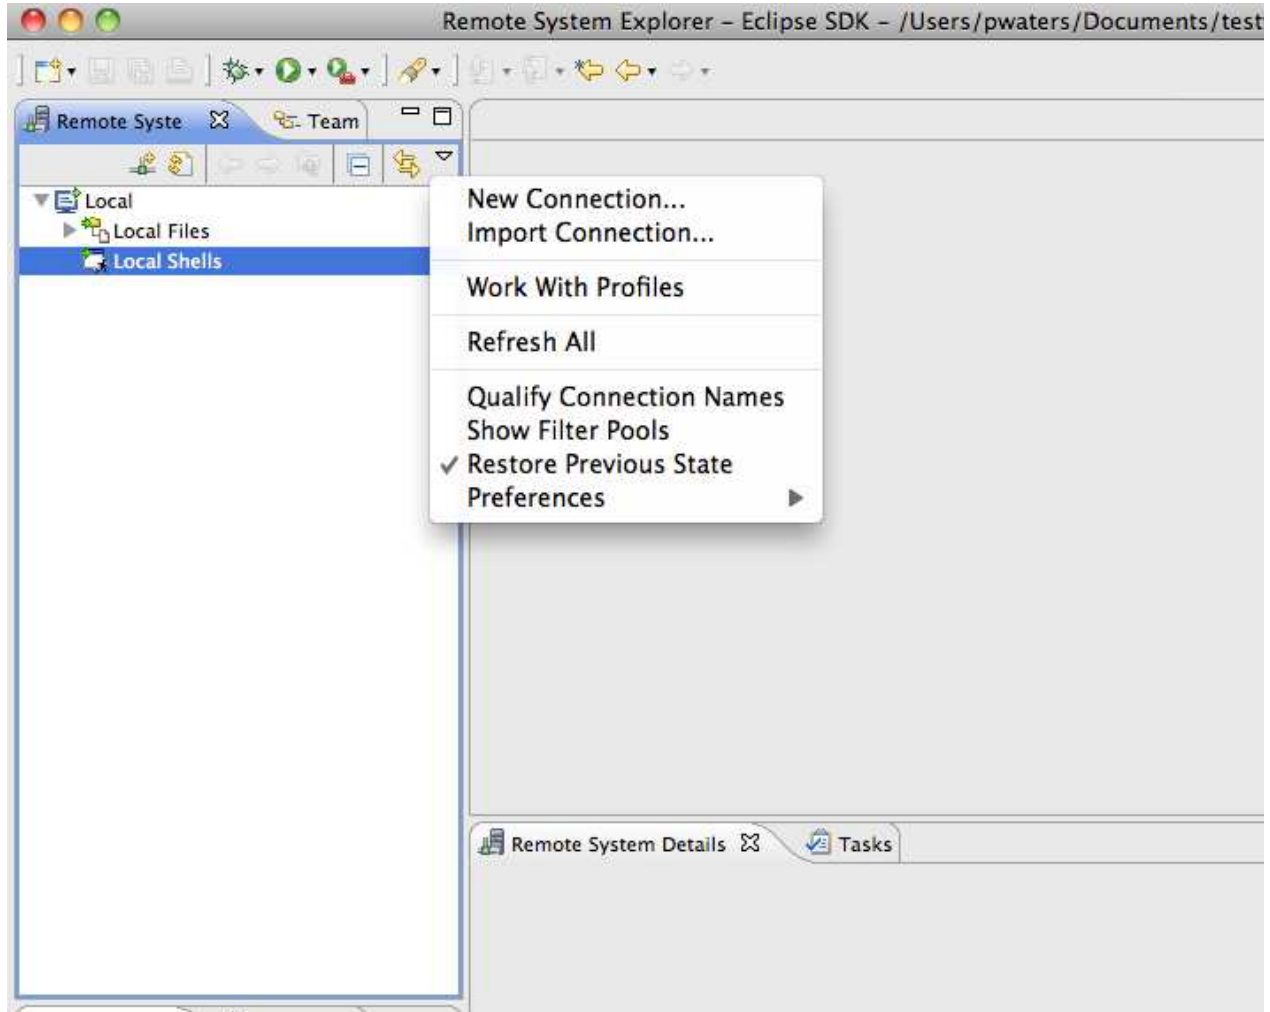 Remote System Explorer – Eclipse SDK – /Users/pwaters/Documents/test
Remote Syste
Team
Local
Local Files
Local Shells
New Connection...
Import Connection...
Work With Profiles
Refresh All
Qualify Connection Names
Show Filter Pools
Restore Previous State
Preferences
Remote System Details
Tasks